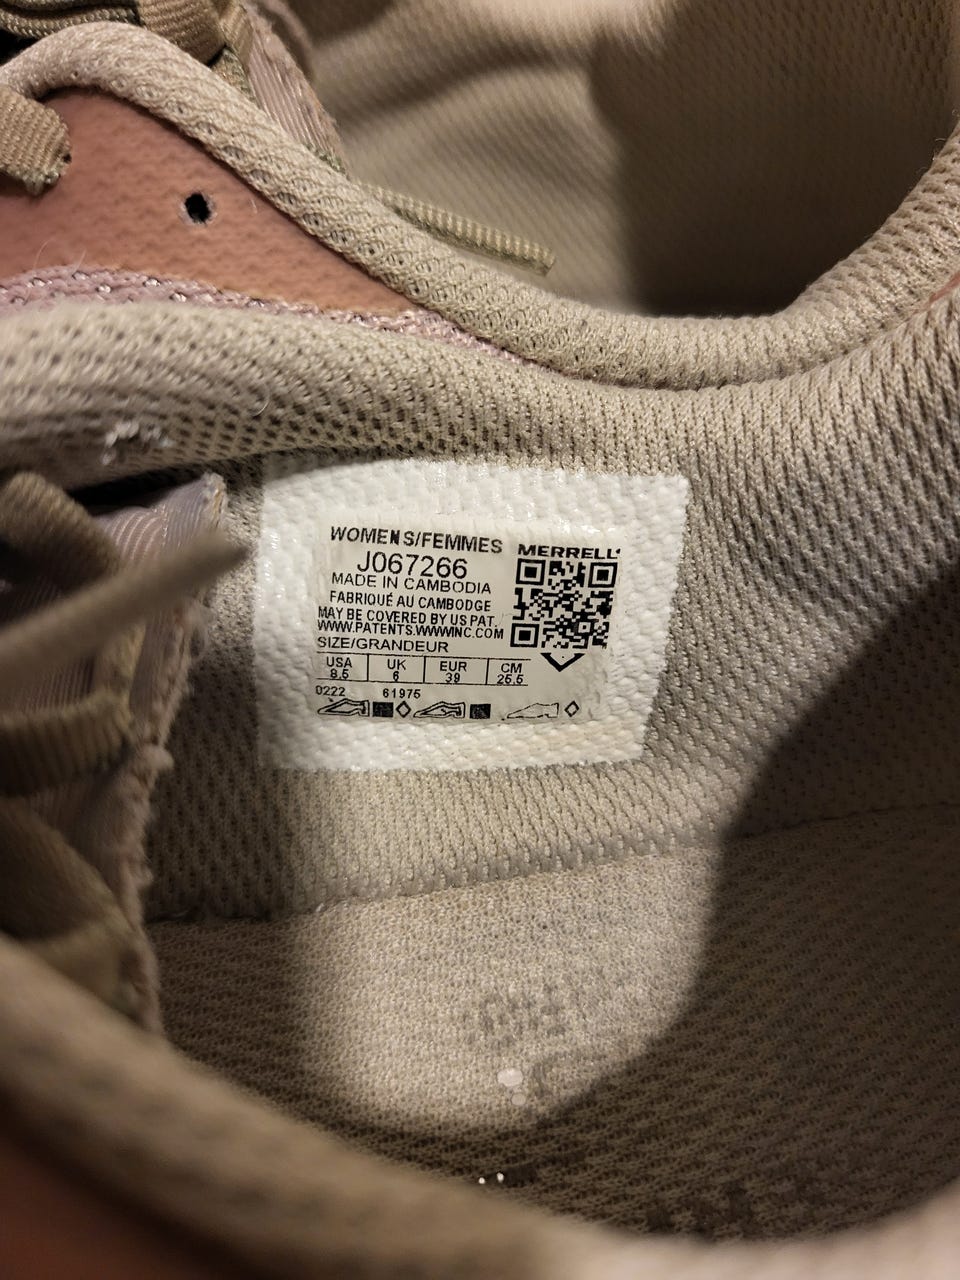 WOMENS/FEMMES
MERRELL
J067266
MADE IN CAMBODIA
FABRIQUÉ AU CAMBODGE
MAY BE COVERED BY US PAT.
WWW.PATENTS.WWWINC.COM
SIZE/GRANDEUR
USA UK EUR CM
8.5 6 39 25.5
0222 61975